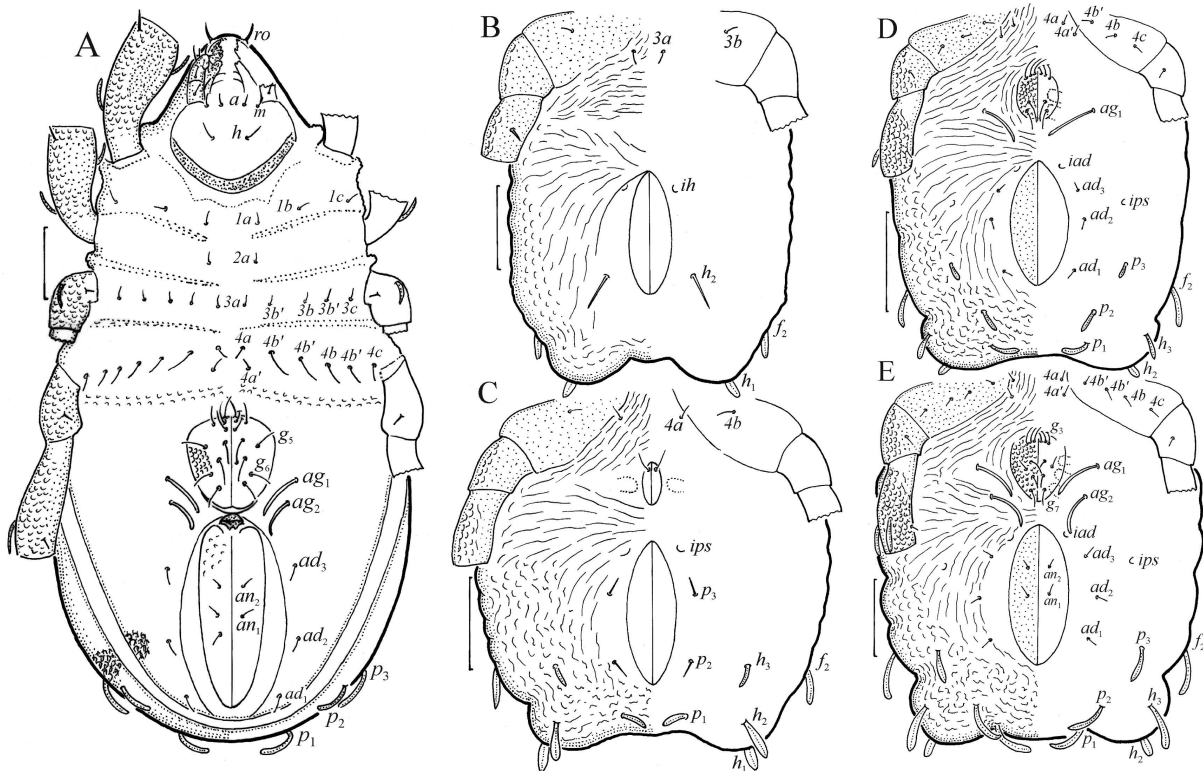 A
ro
a
m
h
1a 1b 1c
2a
3a 3b' 3b 3b' 3c
4a 4b' 4b' 4b 4b' 4c
4a'
g₅
g₆
ag₁
ag₂
ad₃
an₂
an₁
ad₂
ad₁
p₃
p₂
p₁
B
3a 3b
ih
h₂
f₂
h₁
C
4a 4b
ips
p₃
p₂ h₃
f₂
p₁
h₂
h₁
D
4a 4b'
4a' 4b 4c
ag₁
iad
ad₃
ips
ad₂
ad₁ p₃
f₂
p₂
p₁
h₃
h₂
E
4a 4b' 4b'
4a' 4b 4c
g₃
ag₁
g₇
ag₂
iad
ad₃ ips
an₂
an₁
ad₂
ad₁
p₃
f₂
p₂ h₃
p₁
h₂